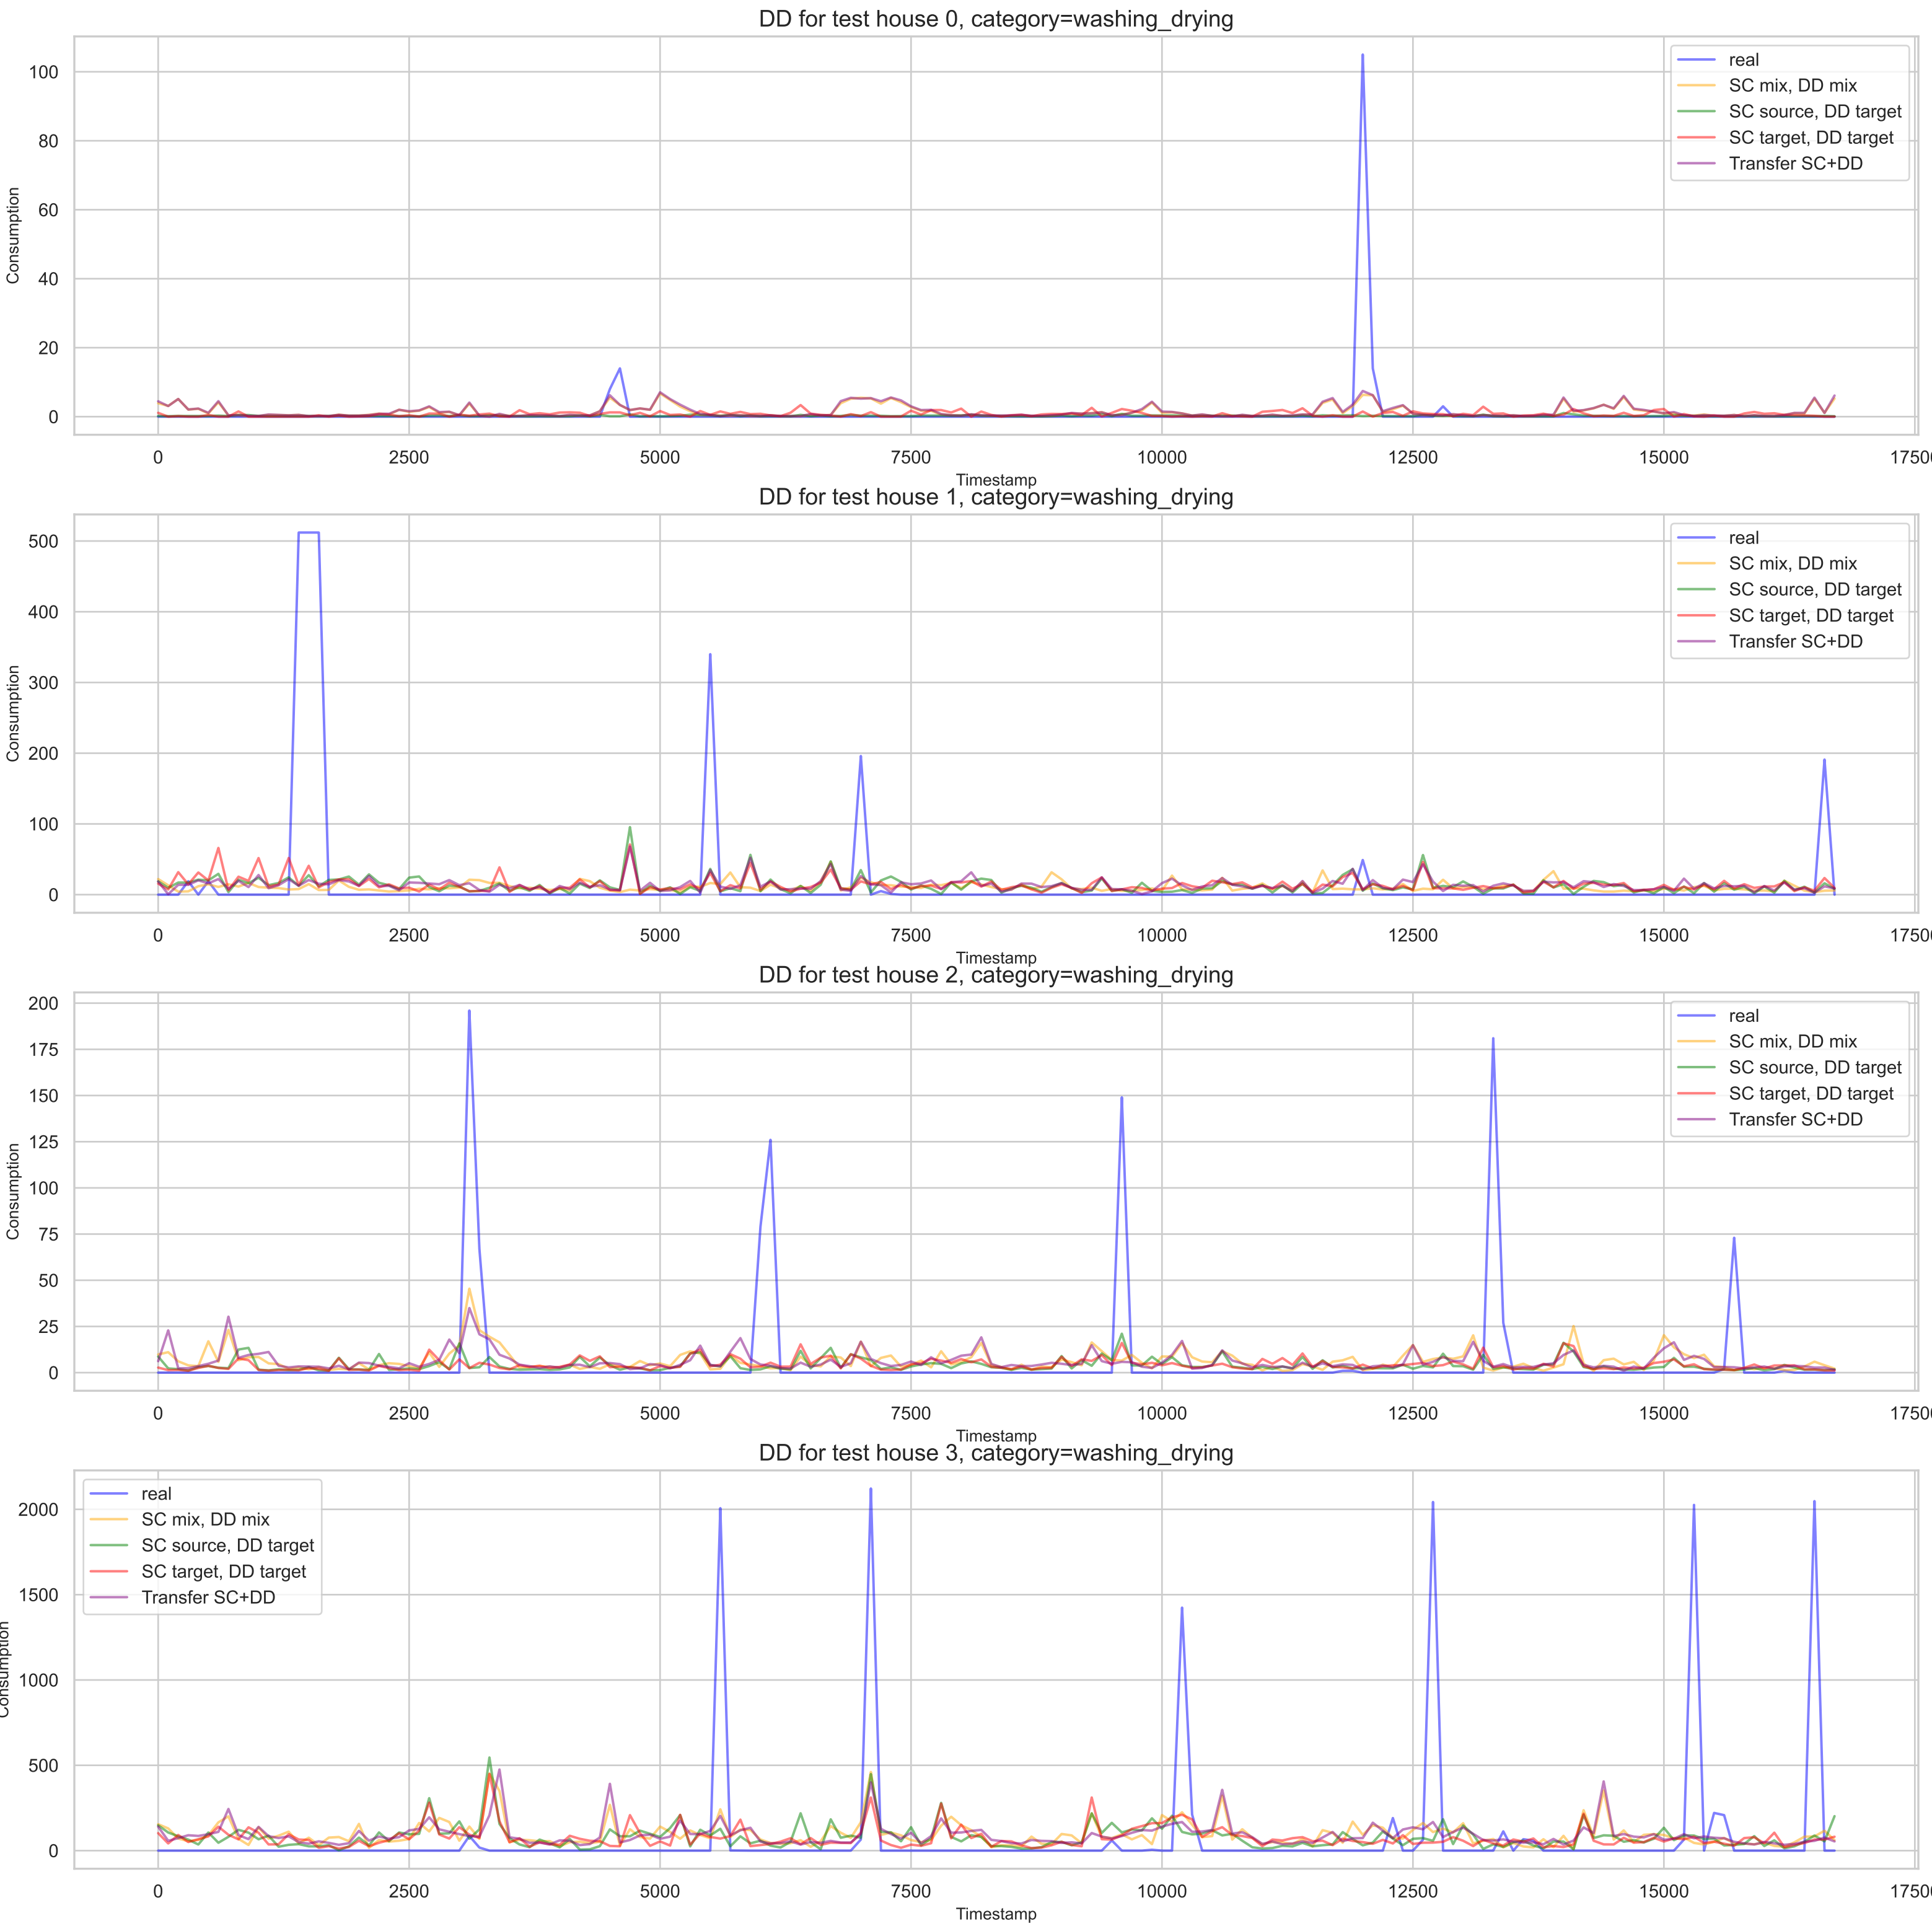 DD for test house 0, category=washing_drying
100
80
60
40
20
0
Consumption
real
SC mix, DD mix
SC source, DD target
SC target, DD target
Transfer SC+DD
0 2500 5000 7500 10000 12500 15000 1750
Timestamp
DD for test house 1, category=washing_drying
500
400
300
200
100
0
Consumption
real
SC mix, DD mix
SC source, DD target
SC target, DD target
Transfer SC+DD
0 2500 5000 7500 10000 12500 15000 1750
Timestamp
DD for test house 2, category=washing_drying
200
175
150
125
100
75
50
25
0
Consumption
real
SC mix, DD mix
SC source, DD target
SC target, DD target
Transfer SC+DD
0 2500 5000 7500 10000 12500 15000 1750
Timestamp
DD for test house 3, category=washing_drying
2000
1500
1000
500
0
Consumption
real
SC mix, DD mix
SC source, DD target
SC target, DD target
Transfer SC+DD
0 2500 5000 7500 10000 12500 15000 1750
Timestamp